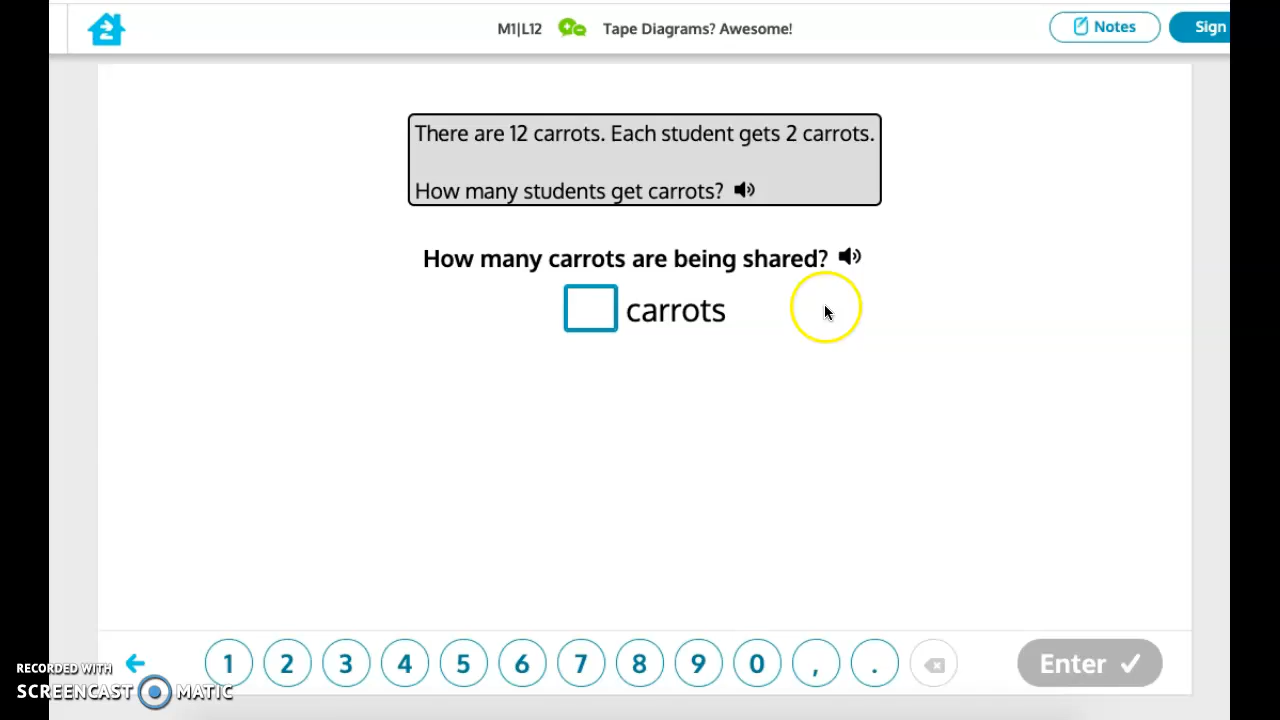 M1|L12 Tape Diagrams? Awesome! Notes Sign
There are 12 carrots. Each student gets 2 carrots.
How many students get carrots?
How many carrots are being shared?
carrots
1 2 3 4 5 6 7 8 9 0 , . Enter
RECORDED WITH
SCREENCAST MATIC